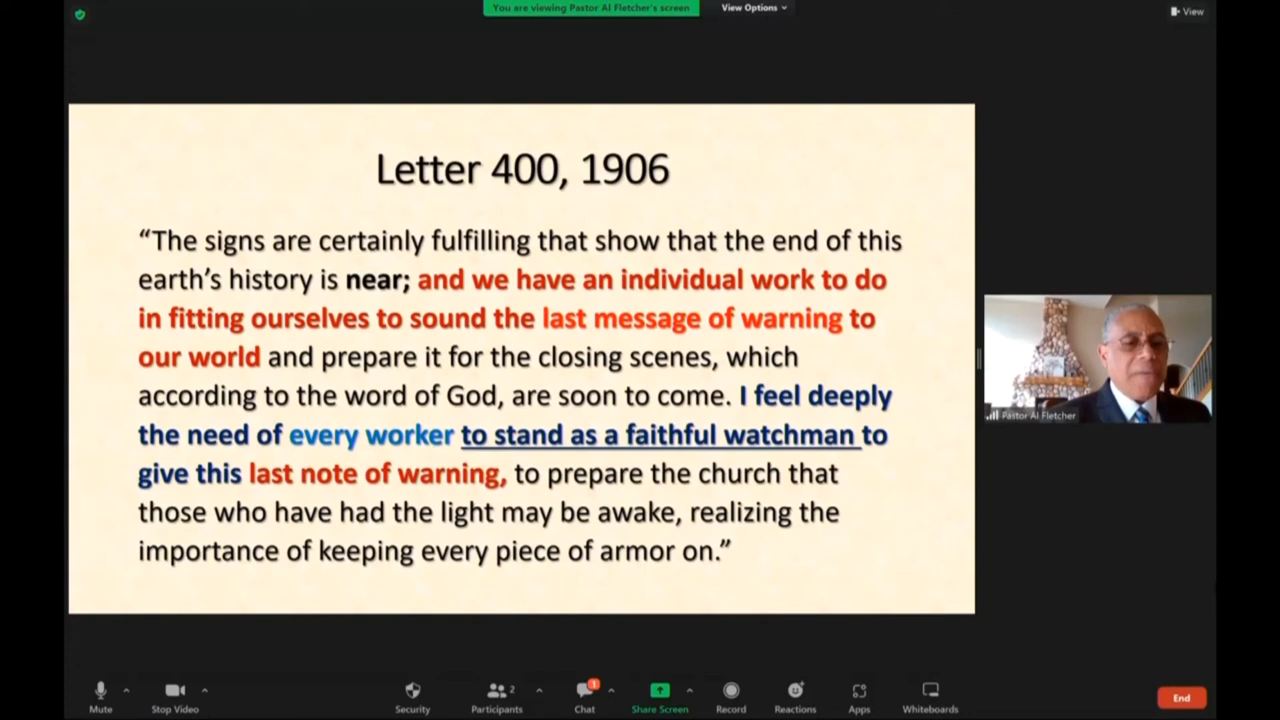 You are viewing Pastor Al Fletcher's screen
View Options
View
Letter 400, 1906
“The signs are certainly fulfilling that show that the end of this
earth’s history is near; and we have an individual work to do
in fitting ourselves to sound the last message of warning to
our world and prepare it for the closing scenes, which
according to the word of God, are soon to come. I feel deeply
the need of every worker to stand as a faithful watchman to
give this last note of warning, to prepare the church that
those who have had the light may be awake, realizing the
importance of keeping every piece of armor on.”
Pastor Al Fletcher
2
1
Mute
Stop Video
Security
Participants
Chat
Share Screen
Record
Reactions
Apps
Whiteboards
End